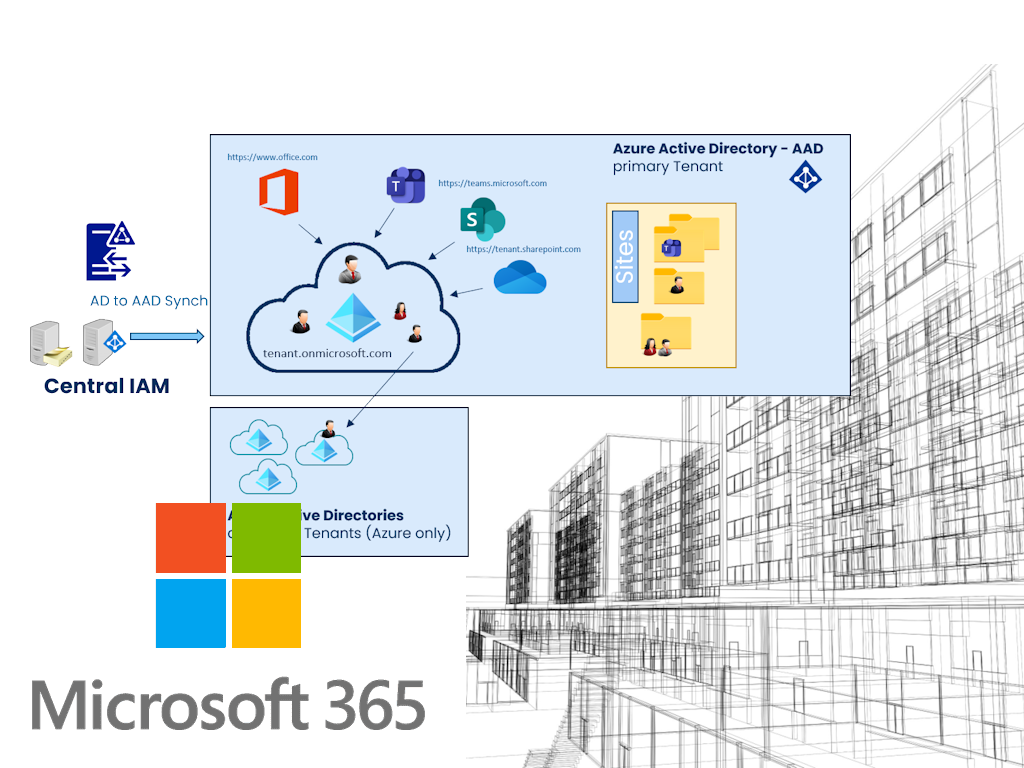 https://www.office.com
Azure Active Directory - AAD
primary Tenant
https://teams.microsoft.com
T
S
https://tenant.sharepoint.com
Sites
T
AD to AAD Synch
tenant.onmicrosoft.com
Central IAM
Directories
Tenants (Azure only)
Microsoft 365